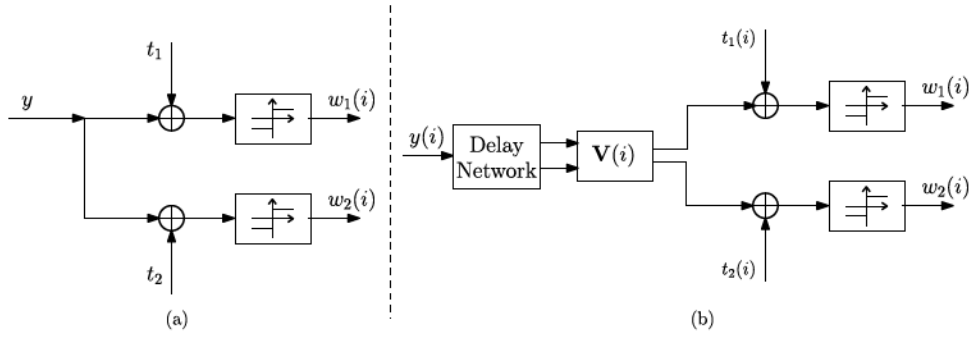 t₁
y
w₁(i)
w₂(i)
t₂
(a)
t₁(i)
w₁(i)
y(i)
Delay
Network
V(i)
w₂(i)
t₂(i)
(b)